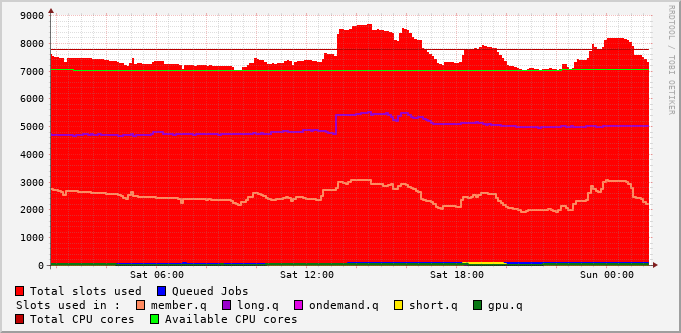 9000
8000
7000
6000
5000
4000
3000
2000
1000
0
Sat 06:00 Sat 12:00 Sat 18:00 Sun 00:00
RRDTOOL / TOBI OETIKER
Total slots used Queued Jobs
Slots used in : member.q long.q ondemand.q short.q gpu.q
Total CPU cores Available CPU cores